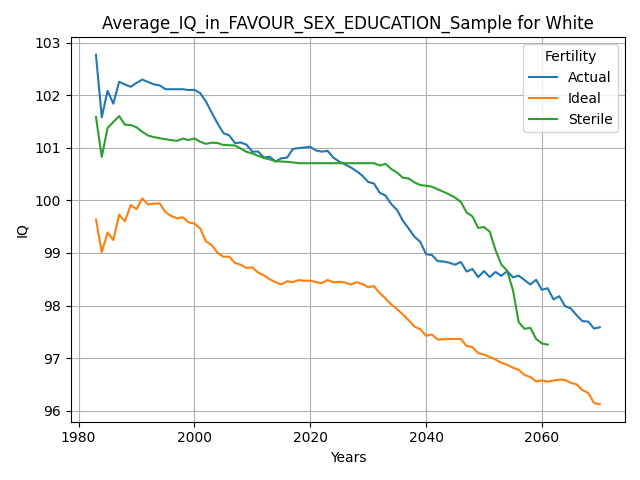 Average_IQ_in_FAVOUR_SEX_EDUCATION_Sample for White
Fertility
Actual
Ideal
Sterile
103
102
101
100
99
98
97
96
IQ
1980
2000
2020
2040
2060
Years